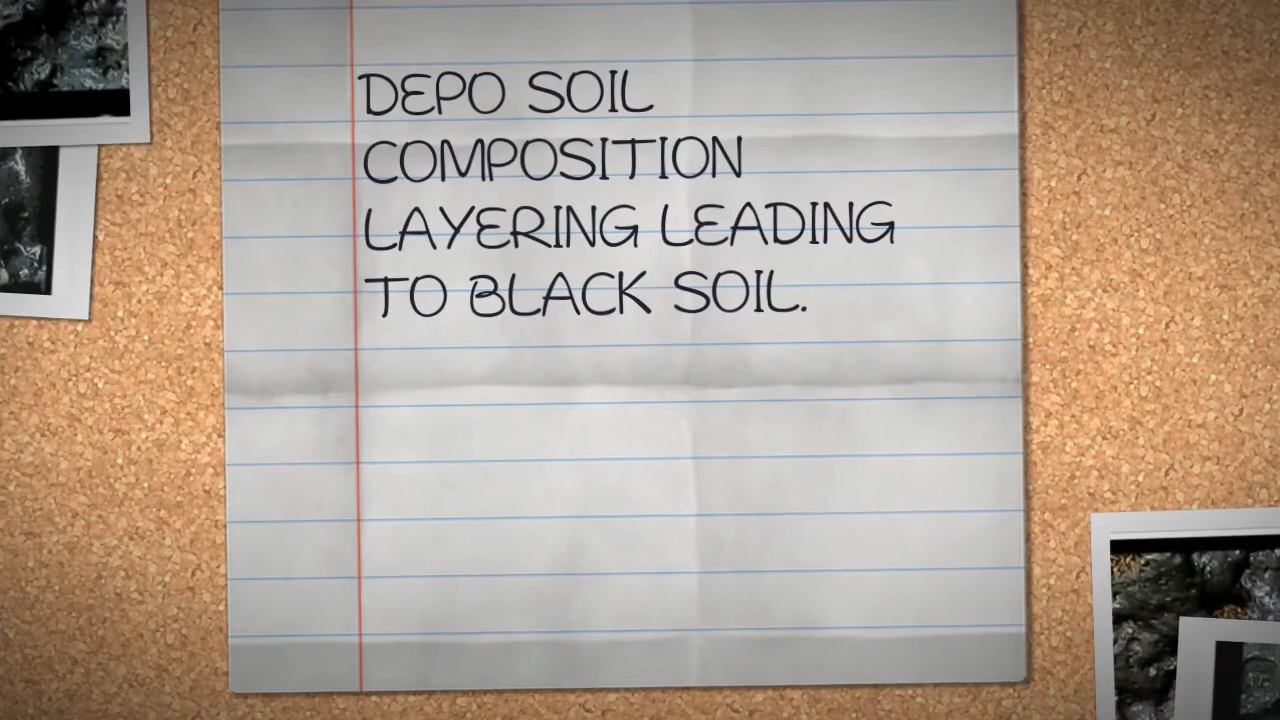 DEPO SOIL
COMPOSITION
LAYERING LEADING
TO BLACK SOIL.